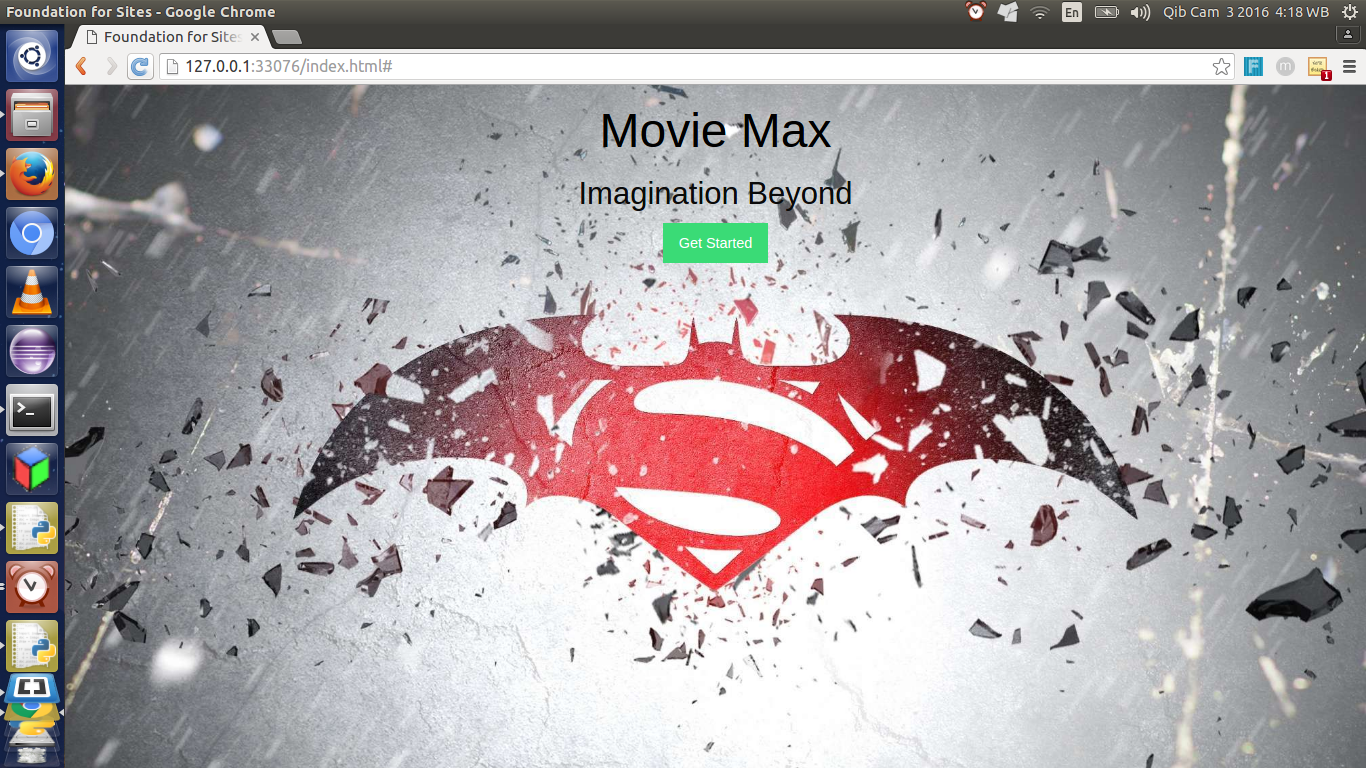 Foundation for Sites - Google Chrome
En
Qib Cam 3 2016 4:18 WB
Foundation for Sites
127.0.0.1:33076/index.html#
m
1
Movie Max
Imagination Beyond
Get Started